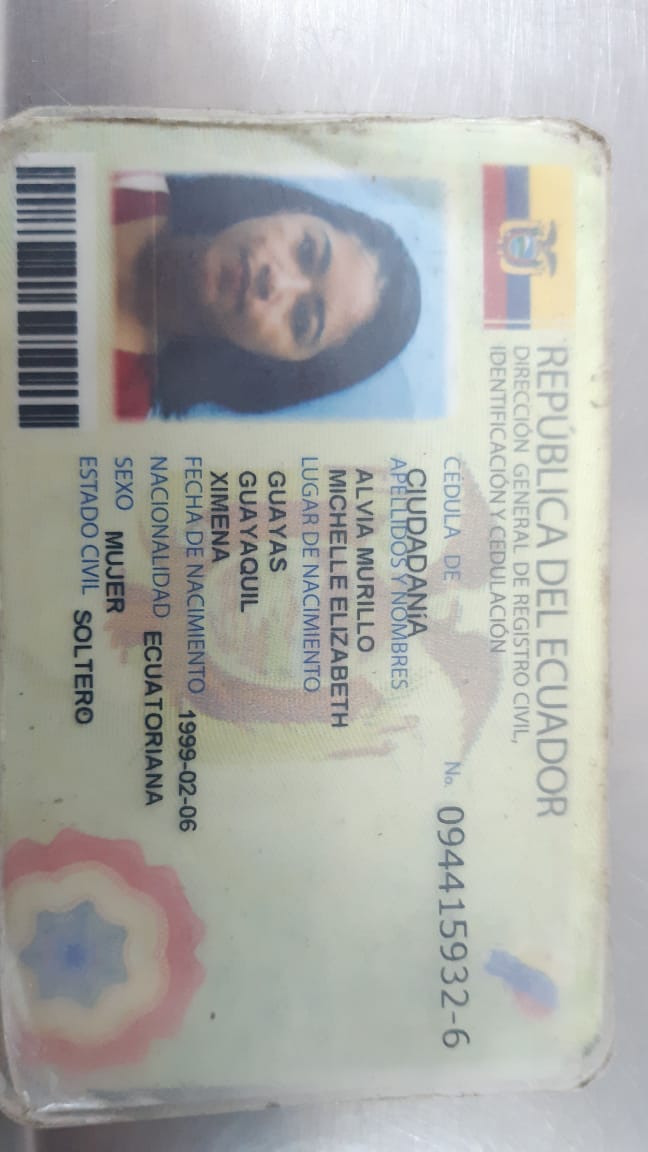 REPÚBLICA DEL ECUADOR
DIRECCIÓN GENERAL DE REGISTRO CIVIL,
IDENTIFICACIÓN Y CEDULACIÓN
CÉDULA DE No. 094415932-6
CIUDADANÍA
APELLIDOS Y NOMBRES
ALVIA MURILLO
MICHELLE ELIZABETH
LUGAR DE NACIMIENTO
GUAYAS
GUAYAQUIL
XIMENA
FECHA DE NACIMIENTO 1999-02-06
NACIONALIDAD ECUATORIANA
SEXO MUJER
ESTADO CIVIL SOLTERO